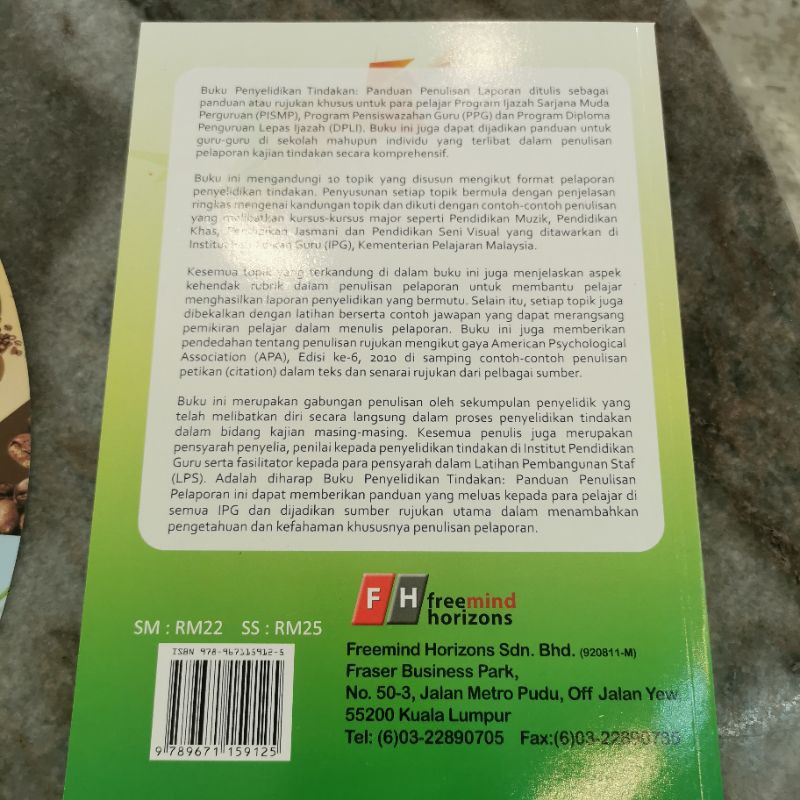 Buku Penyelidikan Tindakan: Panduan Penulisan Laporan ditulis sebagai
panduan atau rujukan khusus untuk para pelajar Program Ijazah Sarjana Muda
Perguruan (PISMP), Program Pensiswazahan Guru (PPG) dan Program Diploma
Penguruan Lepas Ijazah (DPLI). Buku ini juga dapat dijadikan panduan untuk
guru-guru di sekolah mahupun individu yang terlibat dalam penulisan
pelaporan kajian tindakan secara komprehensif.
Buku ini mengandungi 10 topik yang disusun mengikut format pelaporan
penyelidikan tindakan. Penyusunan setiap topik bermula dengan penjelasan
ringkas mengenai kandungan topik dan dikuti dengan contoh-contoh penulisan
yang melibatkan kursus-kursus major seperti Pendidikan Muzik, Pendidikan
Khas, Pendidikan Jasmani dan Pendidikan Seni Visual yang ditawarkan di
Institut Pendidikan Guru (IPG), Kementerian Pelajaran Malaysia.
Kesemua topik yang terkandung di dalam buku ini juga menjelaskan aspek
kehendak rubrik dalam penulisan pelaporan untuk membantu pelajar
menghasilkan laporan penyelidikan yang bermutu. Selain itu, setiap topik juga
dibekalkan dengan latihan berserta contoh jawapan yang dapat merangsang
pemikiran pelajar dalam menulis pelaporan. Buku ini juga memberikan
pendedahan tentang penulisan rujukan mengikut gaya American Psychological
Association (APA), Edisi ke-6, 2010 di samping contoh-contoh penulisan
petikan (citation) dalam teks dan senarai rujukan dari pelbagai sumber.
Buku ini merupakan gabungan penulisan oleh sekumpulan penyelidik yang
telah melibatkan diri secara langsung dalam proses penyelidikan tindakan
dalam bidang kajian masing-masing. Kesemua penulis juga merupakan
pensyarah penyelia, penilai kepada penyelidikan tindakan di Institut Pendidikan
Guru serta fasilitator kepada para pensyarah dalam Latihan Pembangunan Staf
(LPS). Adalah diharap Buku Penyelidikan Tindakan: Panduan Penulisan
Pelaporan ini dapat memberikan panduan yang meluas kepada para pelajar di
semua IPG dan dijadikan sumber rujukan utama dalam menambahkan
pengetahuan dan kefahaman khususnya penulisan pelaporan.
FH freemind
horizons
SM : RM22 SS : RM25
ISBN 978-967115912-5
9 789671 159125
Freemind Horizons Sdn. Bhd. (920811-M)
Fraser Business Park,
No. 50-3, Jalan Metro Pudu, Off Jalan Yew
55200 Kuala Lumpur
Tel: (6)03-22890705 Fax:(6)03-22890735